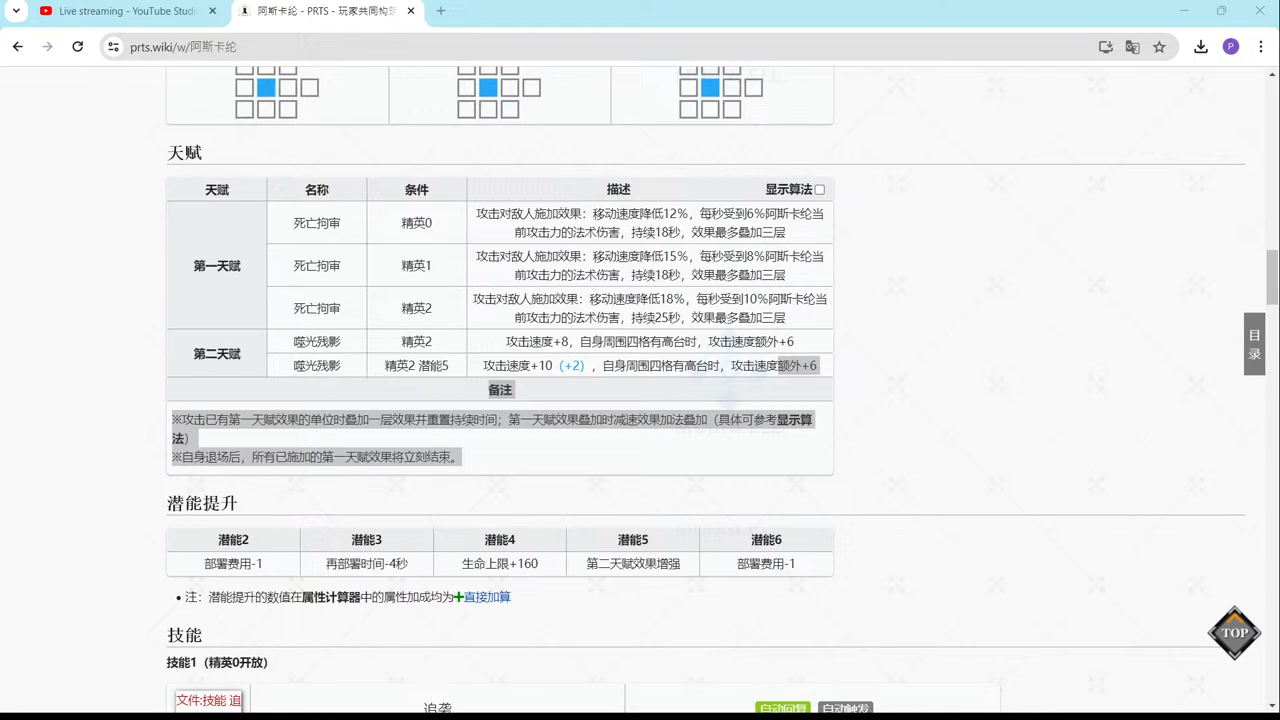 Live streaming - YouTube Studi
阿斯卡纶 - PRTS - 玩家共同构筑
prts.wiki/w/阿斯卡纶
P
天赋
天赋 名称 条件 描述 显示算法
第一天赋
死亡拘审 精英0 攻击对敌人施加效果：移动速度降低12%，每秒受到6%阿斯卡纶当
前攻击力的法术伤害，持续18秒，效果最多叠加三层
死亡拘审 精英1 攻击对敌人施加效果：移动速度降低15%，每秒受到8%阿斯卡纶当
前攻击力的法术伤害，持续18秒，效果最多叠加三层
死亡拘审 精英2 攻击对敌人施加效果：移动速度降低18%，每秒受到10%阿斯卡纶当
前攻击力的法术伤害，持续25秒，效果最多叠加三层
第二天赋
噬光残影 精英2 攻击速度+8，自身周围四格有高台时，攻击速度额外+6
噬光残影 精英2 潜能5 攻击速度+10（+2），自身周围四格有高台时，攻击速度额外+6
备注
※攻击已有第一天赋效果的单位时叠加一层效果并重置持续时间；第一天赋效果叠加时减速效果加法叠加（具体可参考显示算
法）
※自身退场后，所有已施加的第一天赋效果将立刻结束。
目
录
潜能提升
潜能2 潜能3 潜能4 潜能5 潜能6
部署费用-1 再部署时间-4秒 生命上限+160 第二天赋效果增强 部署费用-1
• 注：潜能提升的数值在属性计算器中的属性加成均为➕直接加算
TOP
技能
技能1（精英0开放）
文件:技能 追
追袭
自动回复 自动触发